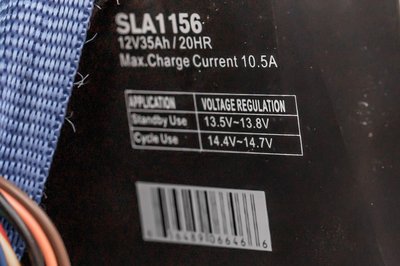 SLA1156
12V35Ah / 20HR
Max.Charge Current 10.5A
APPLICATION VOLTAGE REGULATION
Standby Use 13.5V~13.8V
Cycle Use 14.4V~14.7V